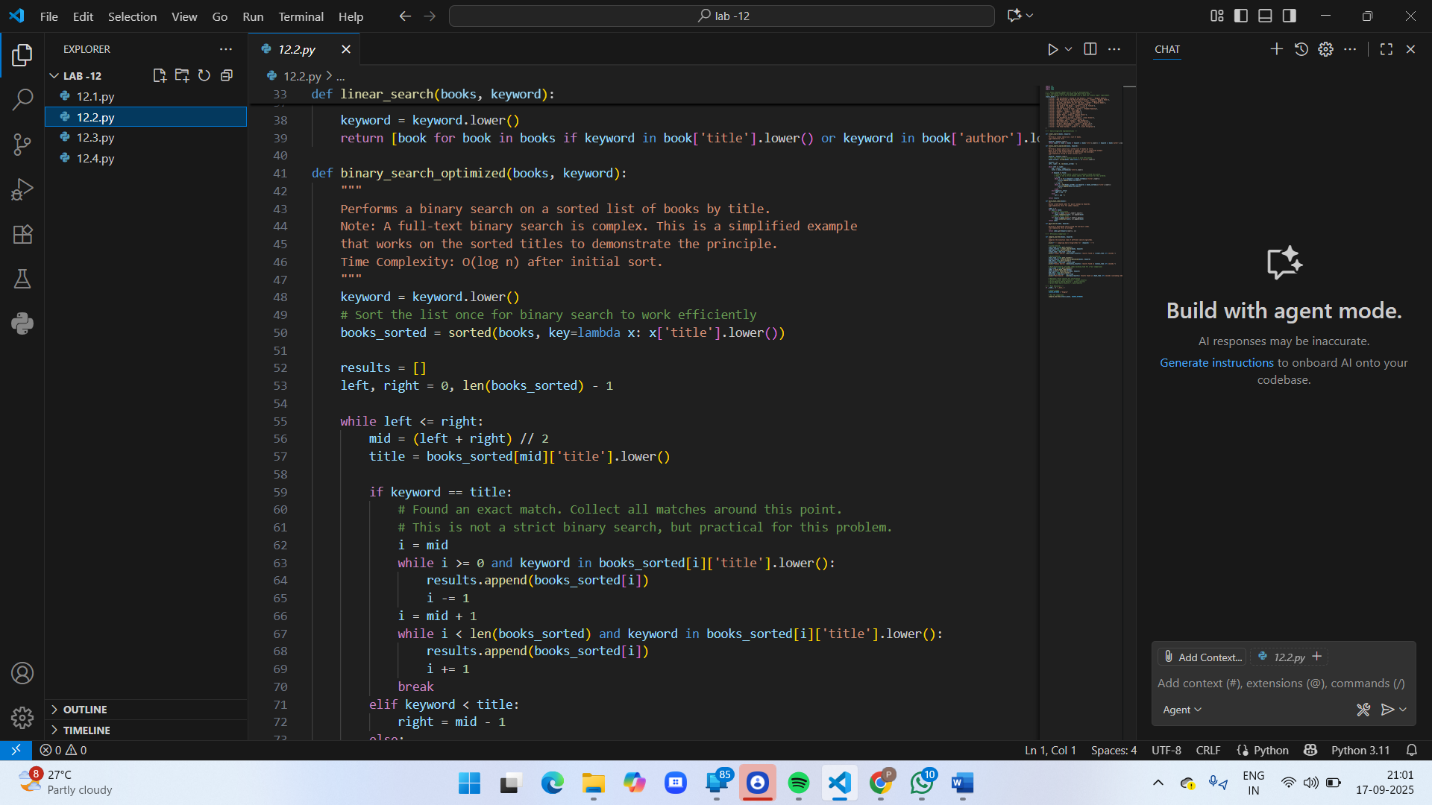 File Edit Selection View Go Run Terminal Help
lab -12
EXPLORER
LAB -12
12.1.py
12.2.py
12.3.py
12.4.py
OUTLINE
TIMELINE
12.2.py
12.2.py > ...
33 def linear_search(books, keyword):
38 keyword = keyword.lower()
39 return [book for book in books if keyword in book['title'].lower() or keyword in book['author'].lo
40
41 def binary_search_optimized(books, keyword):
42 """
43 Performs a binary search on a sorted list of books by title.
44 Note: A full-text binary search is complex. This is a simplified example
45 that works on the sorted titles to demonstrate the principle.
46 Time Complexity: O(log n) after initial sort.
47 """
48 keyword = keyword.lower()
49 # Sort the list once for binary search to work efficiently
50 books_sorted = sorted(books, key=lambda x: x['title'].lower())
51
52 results = []
53 left, right = 0, len(books_sorted) - 1
54
55 while left <= right:
56 mid = (left + right) // 2
57 title = books_sorted[mid]['title'].lower()
58
59 if keyword == title:
60 # Found an exact match. Collect all matches around this point.
61 # This is not a strict binary search, but practical for this problem.
62 i = mid
63 while i >= 0 and keyword in books_sorted[i]['title'].lower():
64 results.append(books_sorted[i])
65 i -= 1
66 i = mid + 1
67 while i < len(books_sorted) and keyword in books_sorted[i]['title'].lower():
68 results.append(books_sorted[i])
69 i += 1
70 break
71 elif keyword < title:
72 right = mid - 1
73 else:
CHAT
Build with agent mode.
AI responses may be inaccurate.
Generate instructions to onboard AI onto your
codebase.
Add Context... 12.2.py
Add context (#), extensions (@), commands (/)
Agent
0 0
Ln 1, Col 1 Spaces: 4 UTF-8 CRLF Python Python 3.11
8
27°C
Partly cloudy
85
P
10
ENG
IN
21:01
17-09-2025